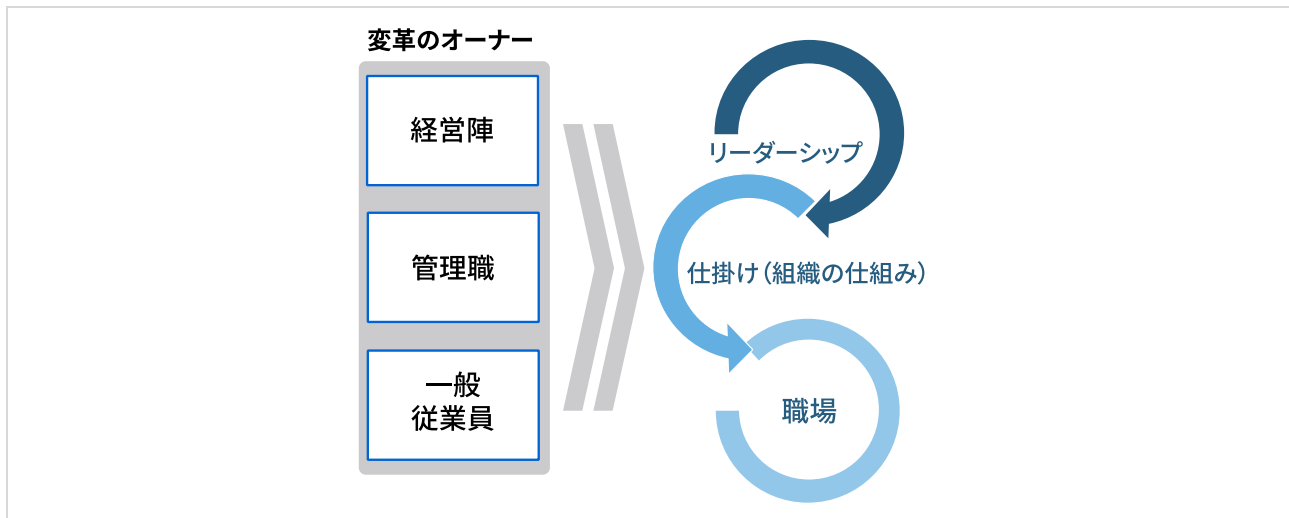 変革のオーナー
経営陣
管理職
一般
従業員
リーダーシップ
仕掛け（組織の仕組み）
職場